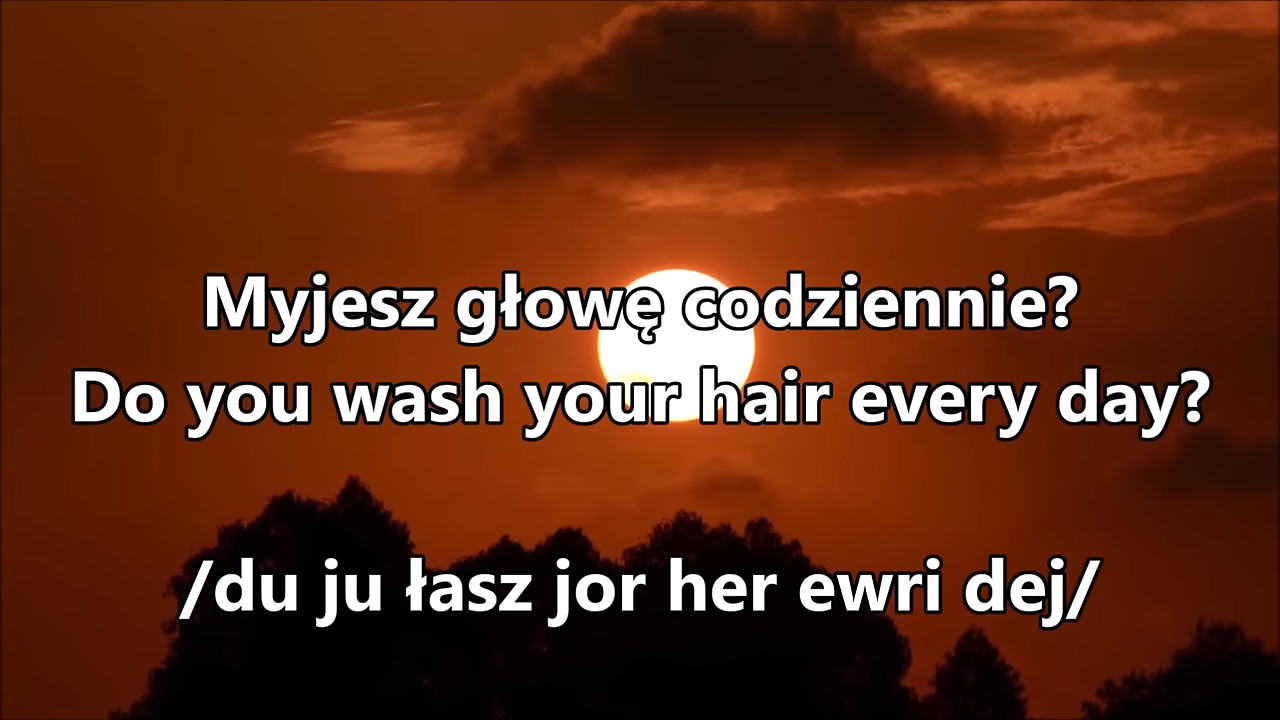 Myjesz głowę codziennie?
Do you wash your hair every day?
/du ju łasz jor her ewri dej/